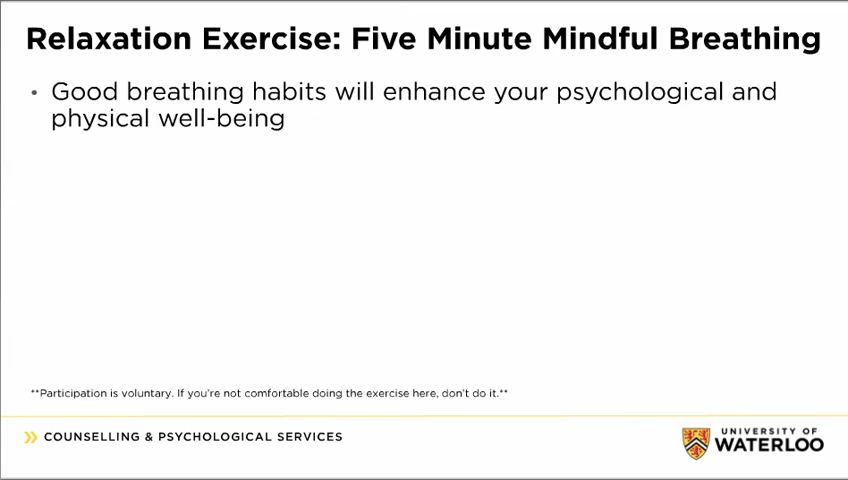 Relaxation Exercise: Five Minute Mindful Breathing
• Good breathing habits will enhance your psychological and
physical well-being
**Participation is voluntary. If you're not comfortable doing the exercise here, don't do it.**
COUNSELLING & PSYCHOLOGICAL SERVICES
UNIVERSITY OF
WATERLOO